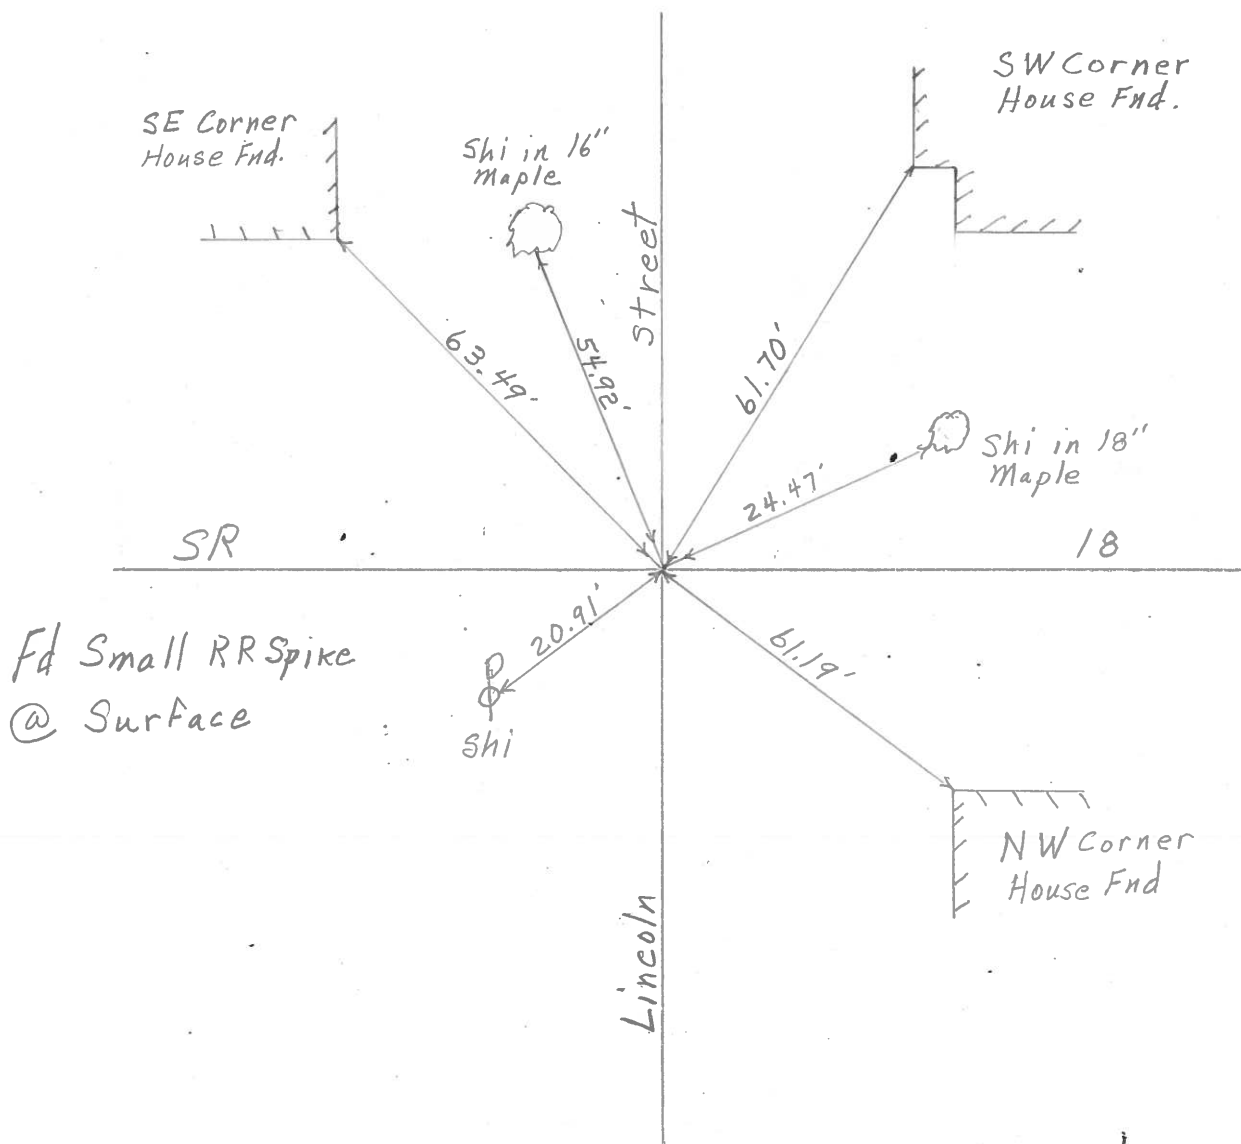 SE Corner
House Fnd.
Shi in 16"
Maple
SW Corner
House Fnd.
Street
63.49'
54.92'
61.70'
24.47'
Shi in 18"
Maple
SR
18
20.91'
61.19'
Fd Small RR Spike
@ Surface
P
Shi
NW Corner
House Fnd
Lincoln